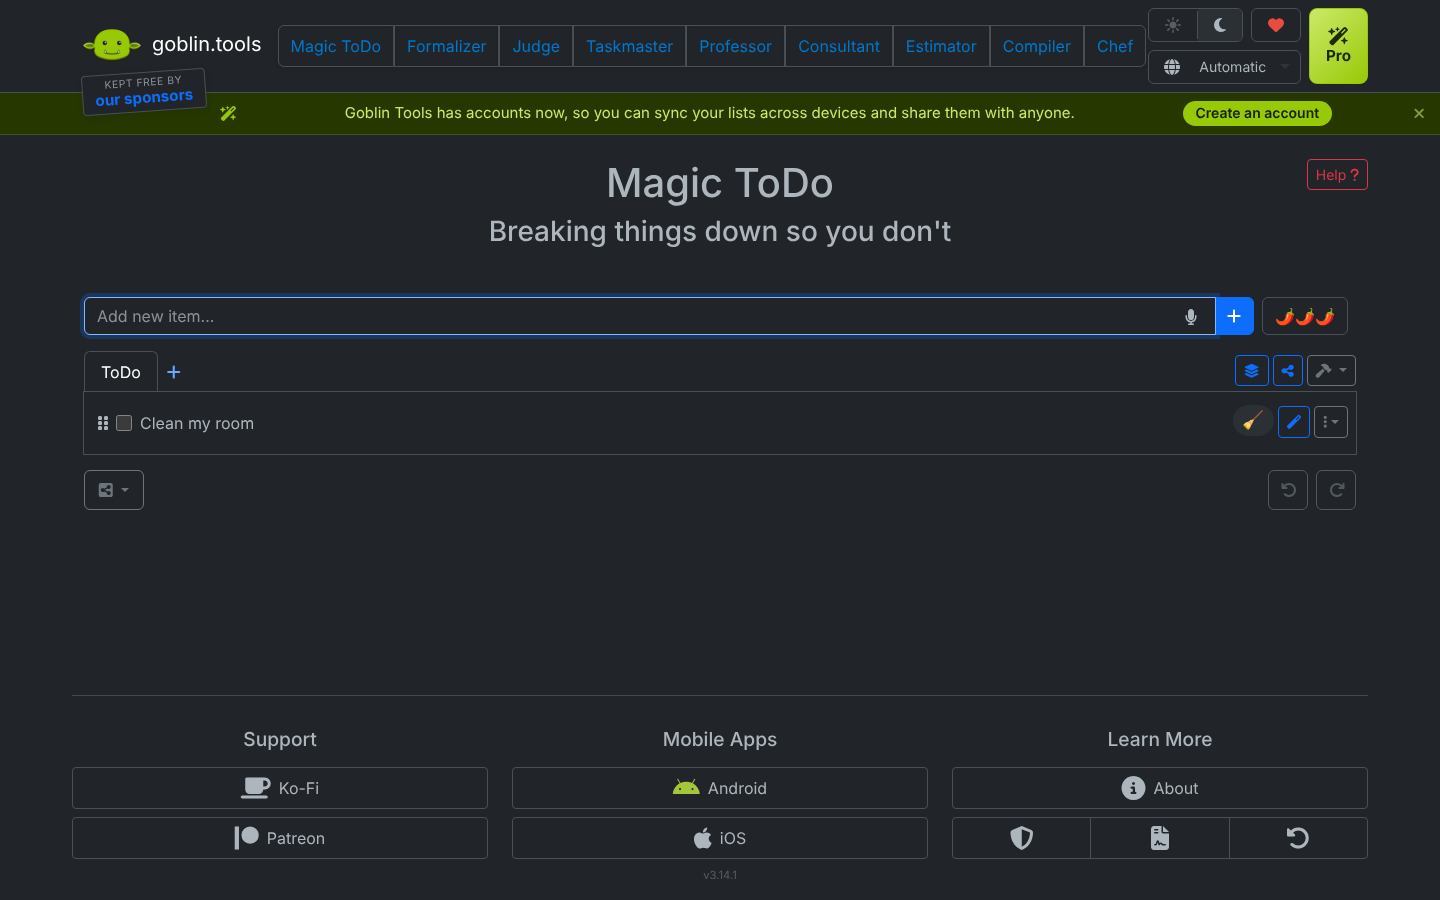 goblin.tools
KEPT FREE BY
our sponsors
Magic ToDo
Formalizer
Judge
Taskmaster
Professor
Consultant
Estimator
Compiler
Chef
Automatic
Pro
Goblin Tools has accounts now, so you can sync your lists across devices and share them with anyone.
Create an account
Magic ToDo
Help ?
Breaking things down so you don't
Add new item...
ToDo
Clean my room
Support
Ko-Fi
Patreon
Mobile Apps
Android
iOS
Learn More
About
v3.14.1